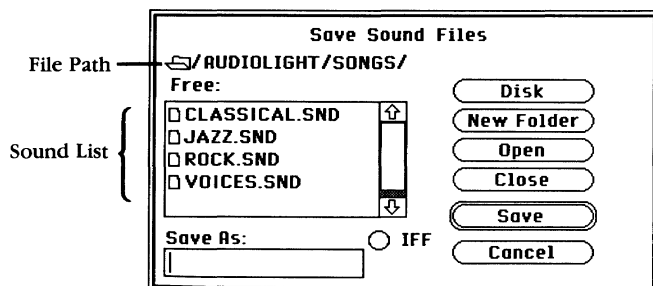 Save Sound Files
File Path
/AUDIOLIGHT/SONGS/
Free:
Sound List
CLASSICAL.SND
JAZZ.SND
ROCK.SND
VOICES.SND
Disk
New Folder
Open
Close
Save
Cancel
Save As:
IFF